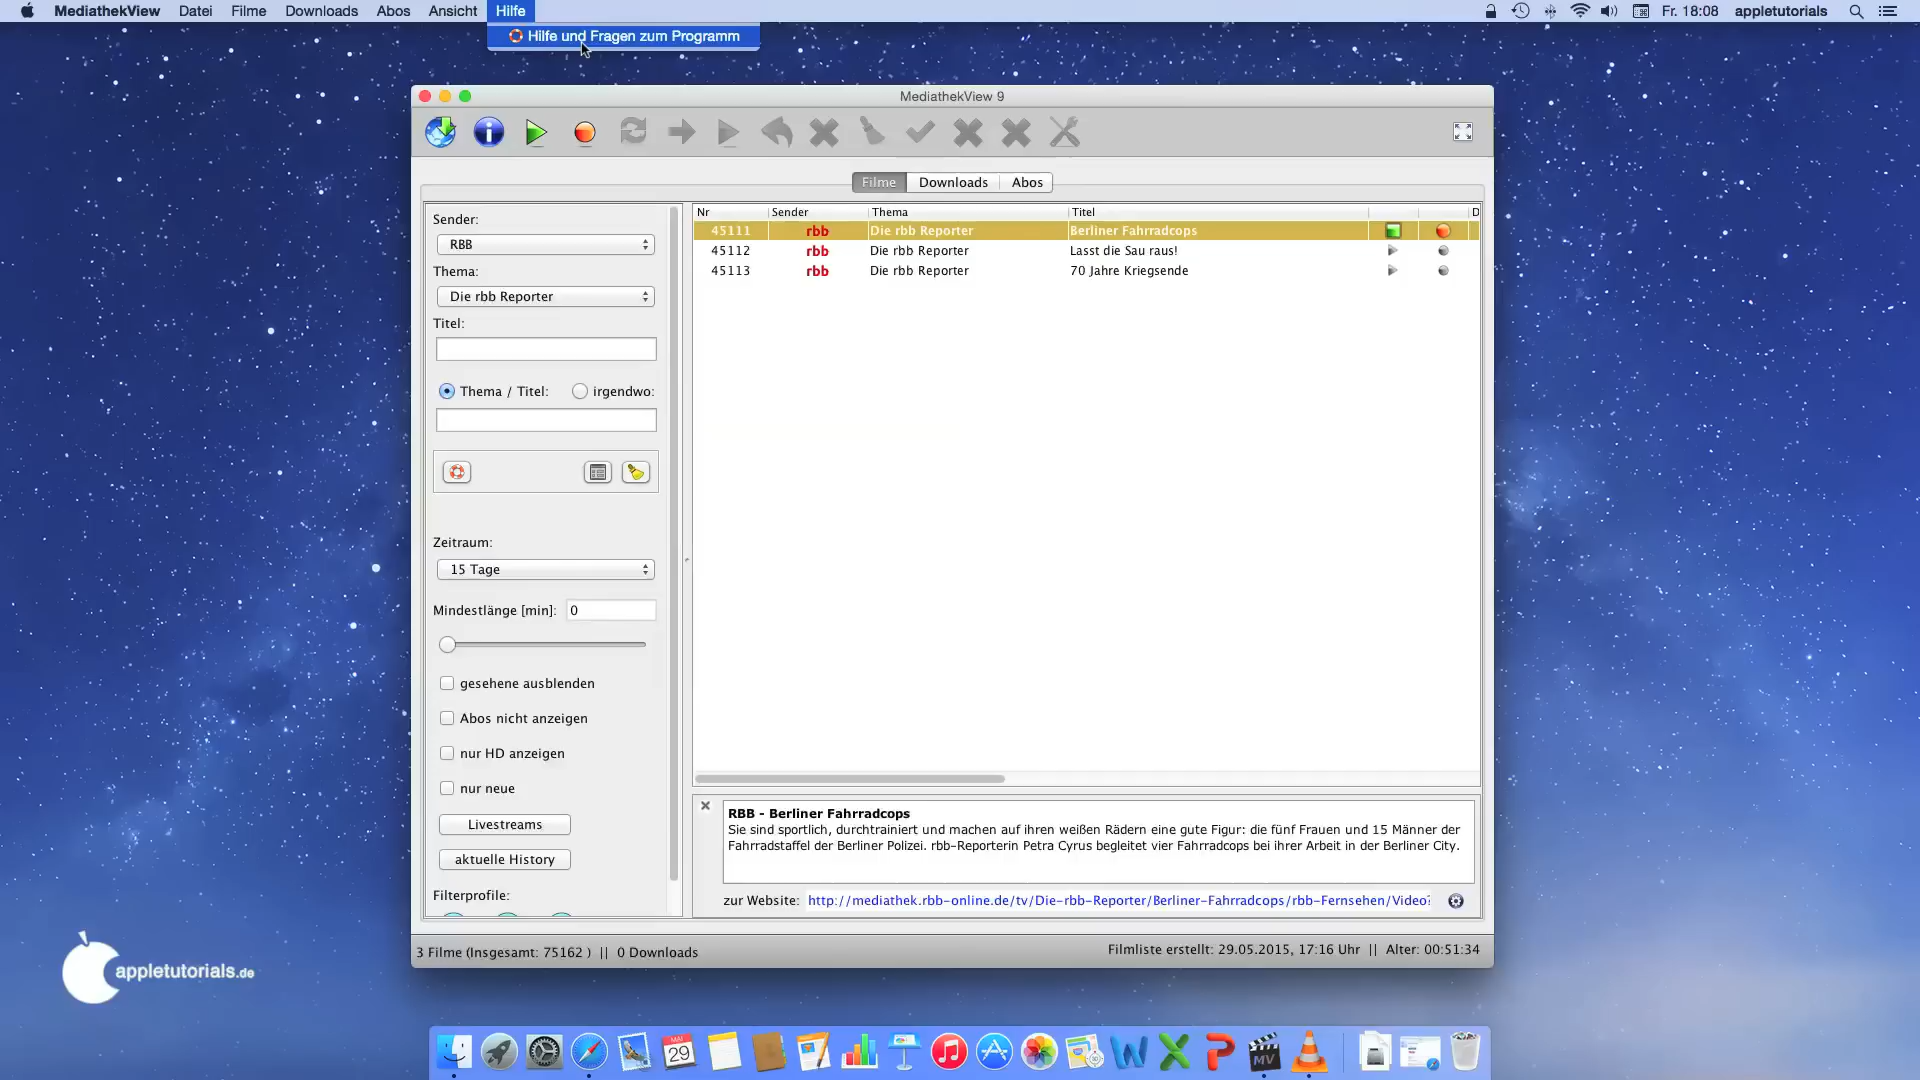 MediathekView Datei Filme Downloads Abos Ansicht Hilfe Fr. 18:08 appletutorials
Hilfe und Fragen zum Programm
MediathekView 9
Filme Downloads Abos
Sender:
RBB
Thema:
Die rbb Reporter
Titel:
Thema / Titel: irgendwo:
Zeitraum:
15 Tage
Mindestlänge [min]: 0
gesehene ausblenden
Abos nicht anzeigen
nur HD anzeigen
nur neue
Livestreams
aktuelle History
Filterprofile:
Nr Sender Thema Titel D
45111 rbb Die rbb Reporter Berliner Fahrradcops
45112 rbb Die rbb Reporter Lasst die Sau raus!
45113 rbb Die rbb Reporter 70 Jahre Kriegsende
RBB - Berliner Fahrradcops
Sie sind sportlich, durchtrainiert und machen auf ihren weißen Rädern eine gute Figur: die fünf Frauen und 15 Männer der
Fahrradstaffel der Berliner Polizei. rbb-Reporterin Petra Cyrus begleitet vier Fahrradcops bei ihrer Arbeit in der Berliner City.
zur Website: http://mediathek.rbb-online.de/tv/Die-rbb-Reporter/Berliner-Fahrradcops/rbb-Fernsehen/Video?
3 Filme (Insgesamt: 75162 ) || 0 Downloads
Filmliste erstellt: 29.05.2015, 17:16 Uhr || Alter: 00:51:34
appletutorials.de
MAI
29
MV